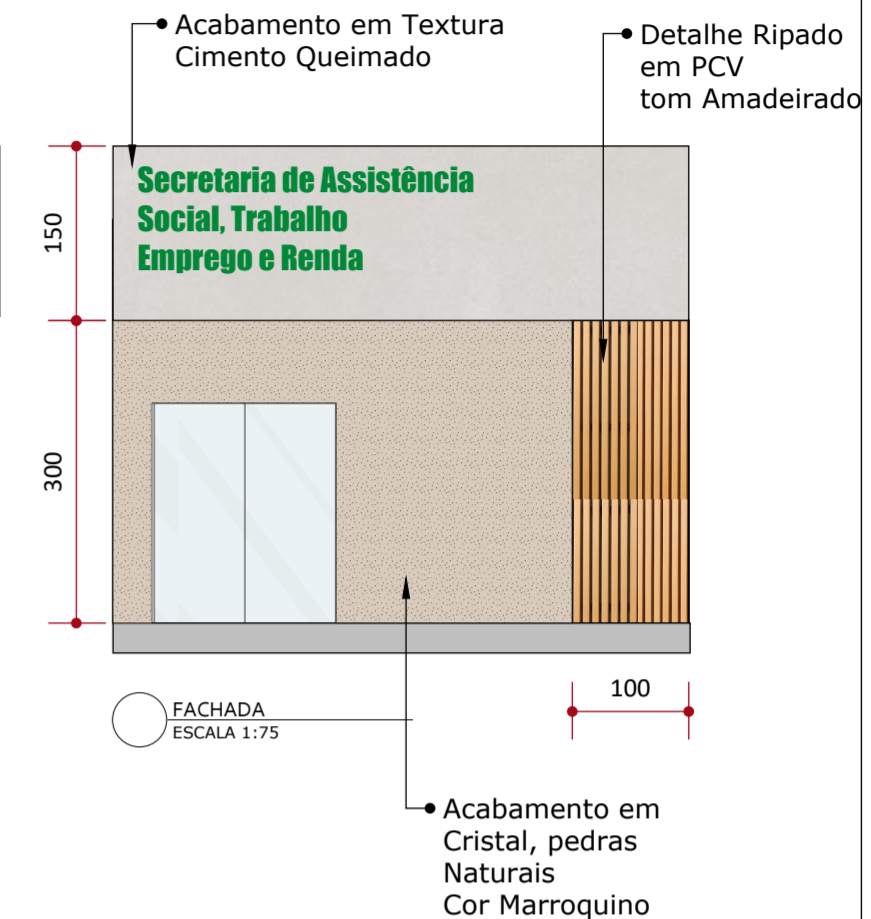 Acabamento em Textura
Cimento Queimado
Detalhe Ripado
em PCV
tom Amadeirado
150
Secretaria de Assistência
Social, Trabalho
Emprego e Renda
300
100
FACHADA
ESCALA 1:75
Acabamento em
Cristal, pedras
Naturais
Cor Marroquino